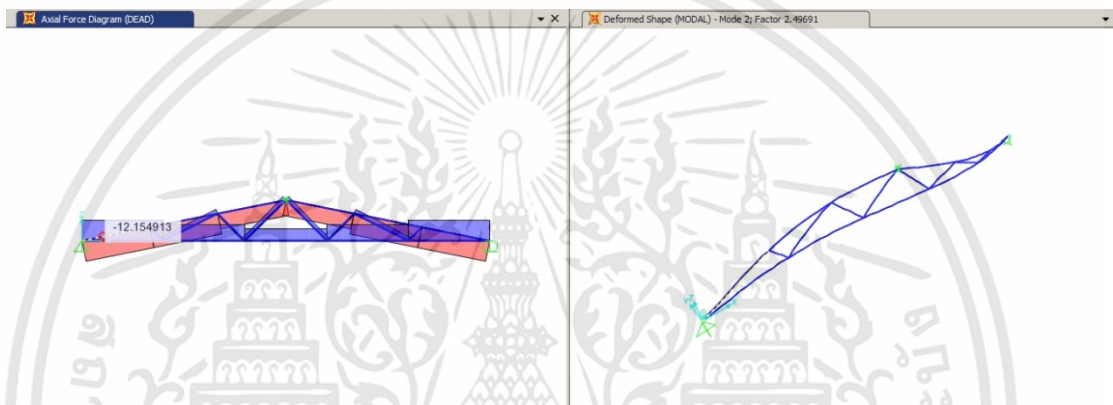 Axial Force Diagram (DEAD)
Deformed Shape (MODAL) - Mode 2; Factor 2.49691
-12.154913